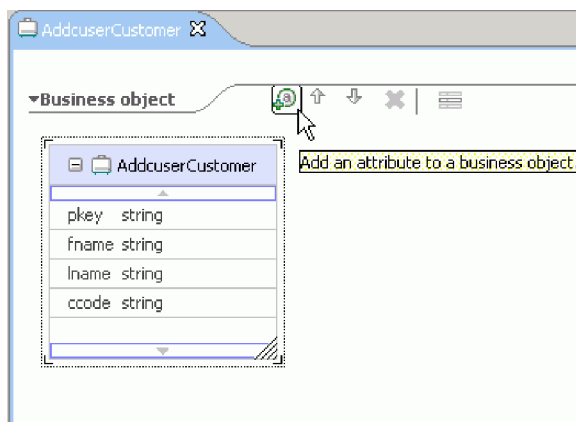 AddcuserCustomer
Business object
Add an attribute to a business object
AddcuserCustomer
pkey string
fname string
lname string
ccode string